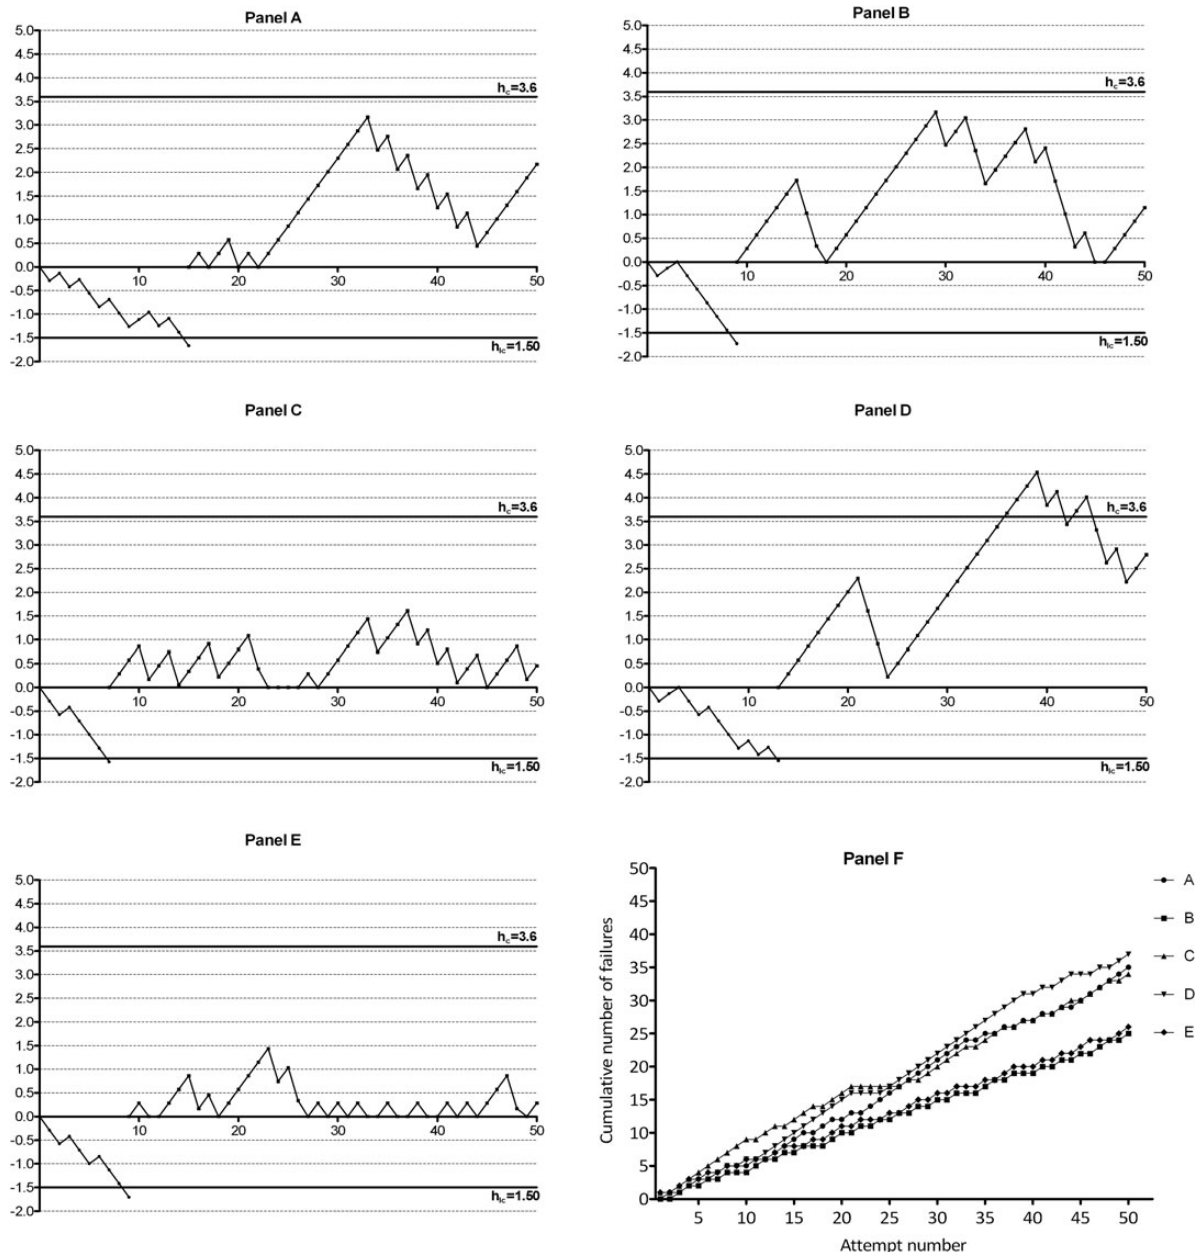 Panel A
5.0
4.5
4.0
3.5
3.0
2.5
2.0
1.5
1.0
0.5
0.0
-0.5
-1.0
-1.5
-2.0
hc=3.6
10 20 30 40 50
hlc=1.50
Panel B
5.0
4.5
4.0
3.5
3.0
2.5
2.0
1.5
1.0
0.5
0.0
-0.5
-1.0
-1.5
-2.0
hc=3.6
10 20 30 40 50
hlc=1.50
Panel C
5.0
4.5
4.0
3.5
3.0
2.5
2.0
1.5
1.0
0.5
0.0
-0.5
-1.0
-1.5
-2.0
hc=3.6
10 20 30 40 50
hlc=1.50
Panel D
5.0
4.5
4.0
3.5
3.0
2.5
2.0
1.5
1.0
0.5
0.0
-0.5
-1.0
-1.5
-2.0
hc=3.6
10 20 30 40 50
hlc=1.50
Panel E
5.0
4.5
4.0
3.5
3.0
2.5
2.0
1.5
1.0
0.5
0.0
-0.5
-1.0
-1.5
-2.0
hc=3.6
10 20 30 40 50
hlc=1.50
Panel F
Cumulative number of failures
50
45
40
35
30
25
20
15
10
5
0
5 10 15 20 25 30 35 40 45 50
Attempt number
A
B
C
D
E